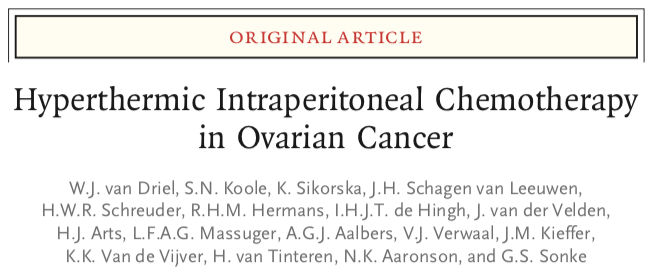 ORIGINAL ARTICLE
Hyperthermic Intraperitoneal Chemotherapy
in Ovarian Cancer
W.J. van Driel, S.N. Koole, K. Sikorska, J.H. Schagen van Leeuwen,
H.W.R. Schreuder, R.H.M. Hermans, I.H.J.T. de Hingh, J. van der Velden,
H.J. Arts, L.F.A.G. Massuger, A.G.J. Aalbers, V.J. Verwaal, J.M. Kieffer,
K.K. Van de Vijver, H. van Tinteren, N.K. Aaronson, and G.S. Sonke